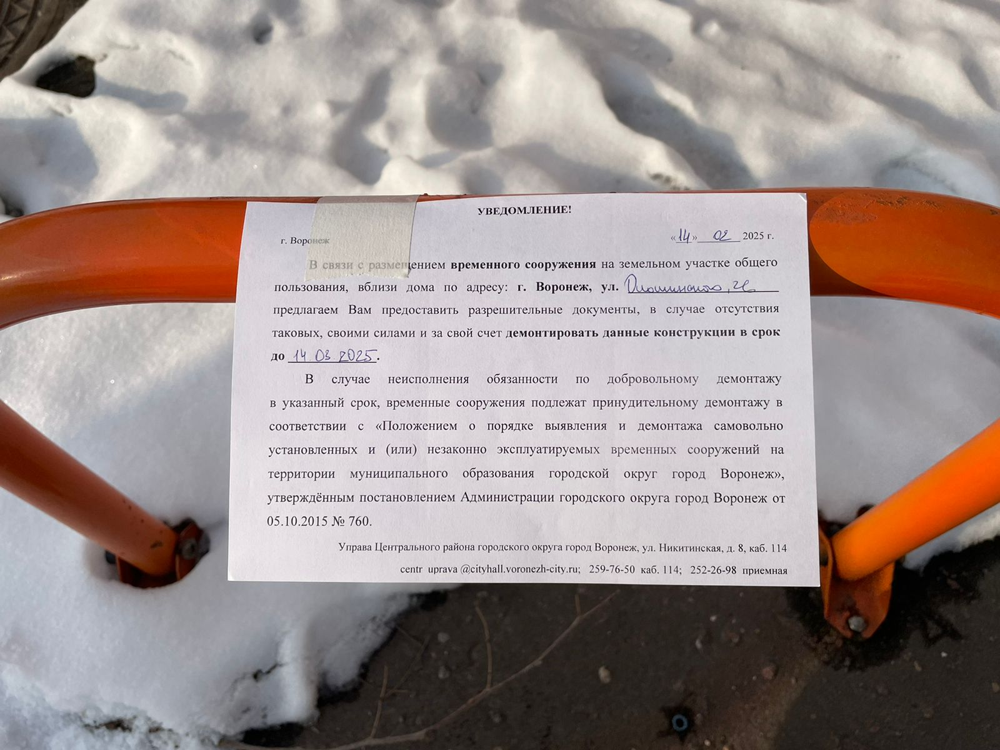 УВЕДОМЛЕНИЕ!
г. Воронеж
«14» 02 2025 г.
В связи с размещением временного сооружения на земельном участке общего
пользования, вблизи дома по адресу: г. Воронеж, ул.
предлагаем Вам предоставить разрешительные документы, в случае отсутствия
таковых, своими силами и за свой счет демонтировать данные конструкции в срок
до 14.03.2025.
В случае неисполнения обязанности по добровольному демонтажу
в указанный срок, временные сооружения подлежат принудительному демонтажу в
соответствии с «Положением о порядке выявления и демонтажа самовольно
установленных и (или) незаконно эксплуатируемых временных сооружений на
территории муниципального образования городской округ город Воронеж»,
утверждённым постановлением Администрации городского округа город Воронеж от
05.10.2015 № 760.
Управа Центрального района городского округа город Воронеж, ул. Никитинская, д. 8, каб. 114
centr uprava @cityhall.voronezh-city.ru; 259-76-50 каб. 114; 252-26-98 приемная